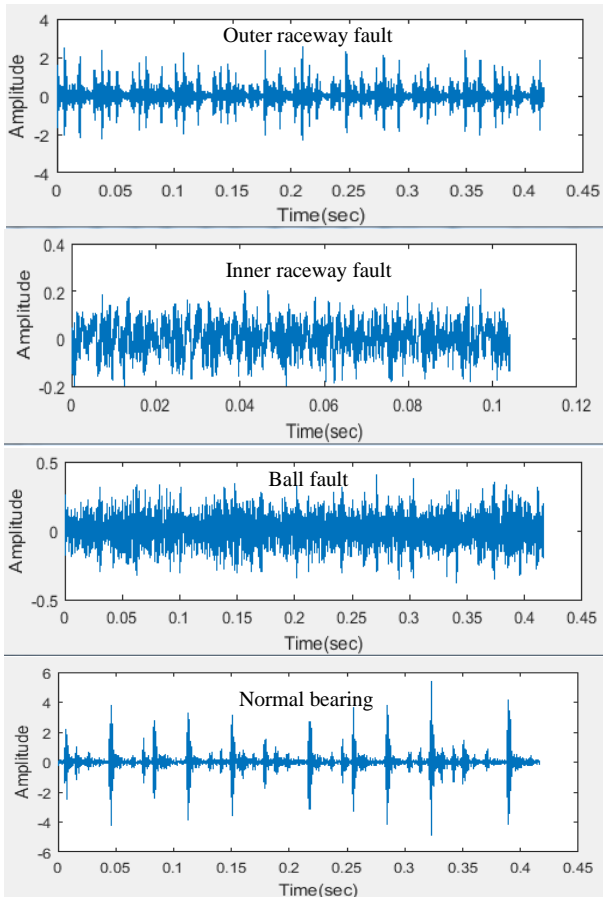 Outer raceway fault
4
2
0
-2
-4
Amplitude
0 0.05 0.1 0.15 0.2 0.25 0.3 0.35 0.4 0.45
Time(sec)
Inner raceway fault
0.4
0.2
0
-0.2
Amplitude
0 0.02 0.04 0.06 0.08 0.1 0.12
Time(sec)
Ball fault
0.5
0
-0.5
Amplitude
0 0.05 0.1 0.15 0.2 0.25 0.3 0.35 0.4 0.45
Time(sec)
Normal bearing
6
4
2
0
-2
-4
-6
Amplitude
0 0.05 0.1 0.15 0.2 0.25 0.3 0.35 0.4 0.45
Time(sec)